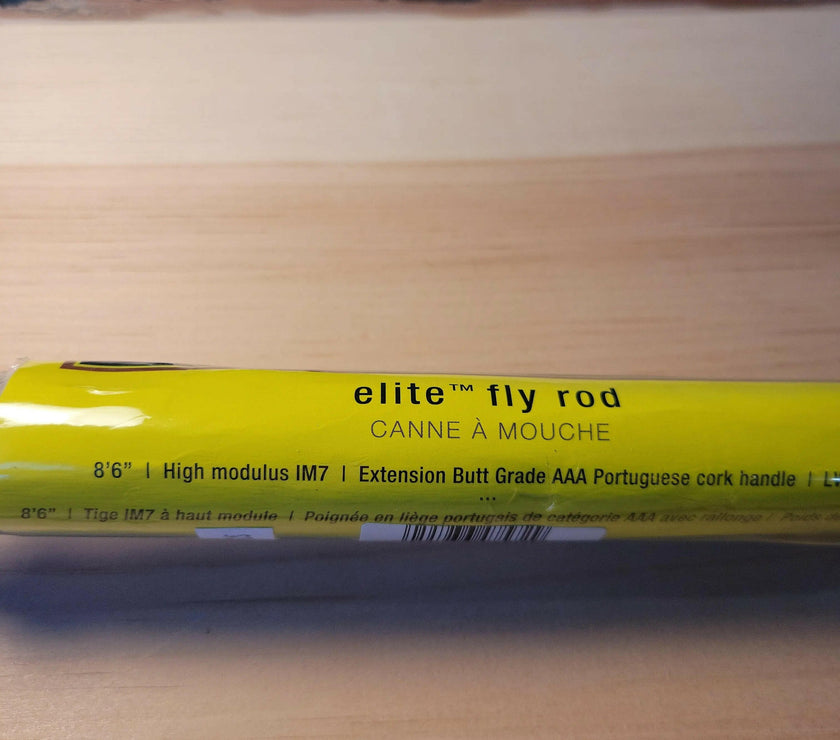 elite™ fly rod
CANNE À MOUCHE
8'6" | High modulus IM7 | Extension Butt Grade AAA Portuguese cork handle |
...
8'6" | Tige IM7 à haut module | Poignée en liège portugais de catégorie AAA avec rallonge | Poids